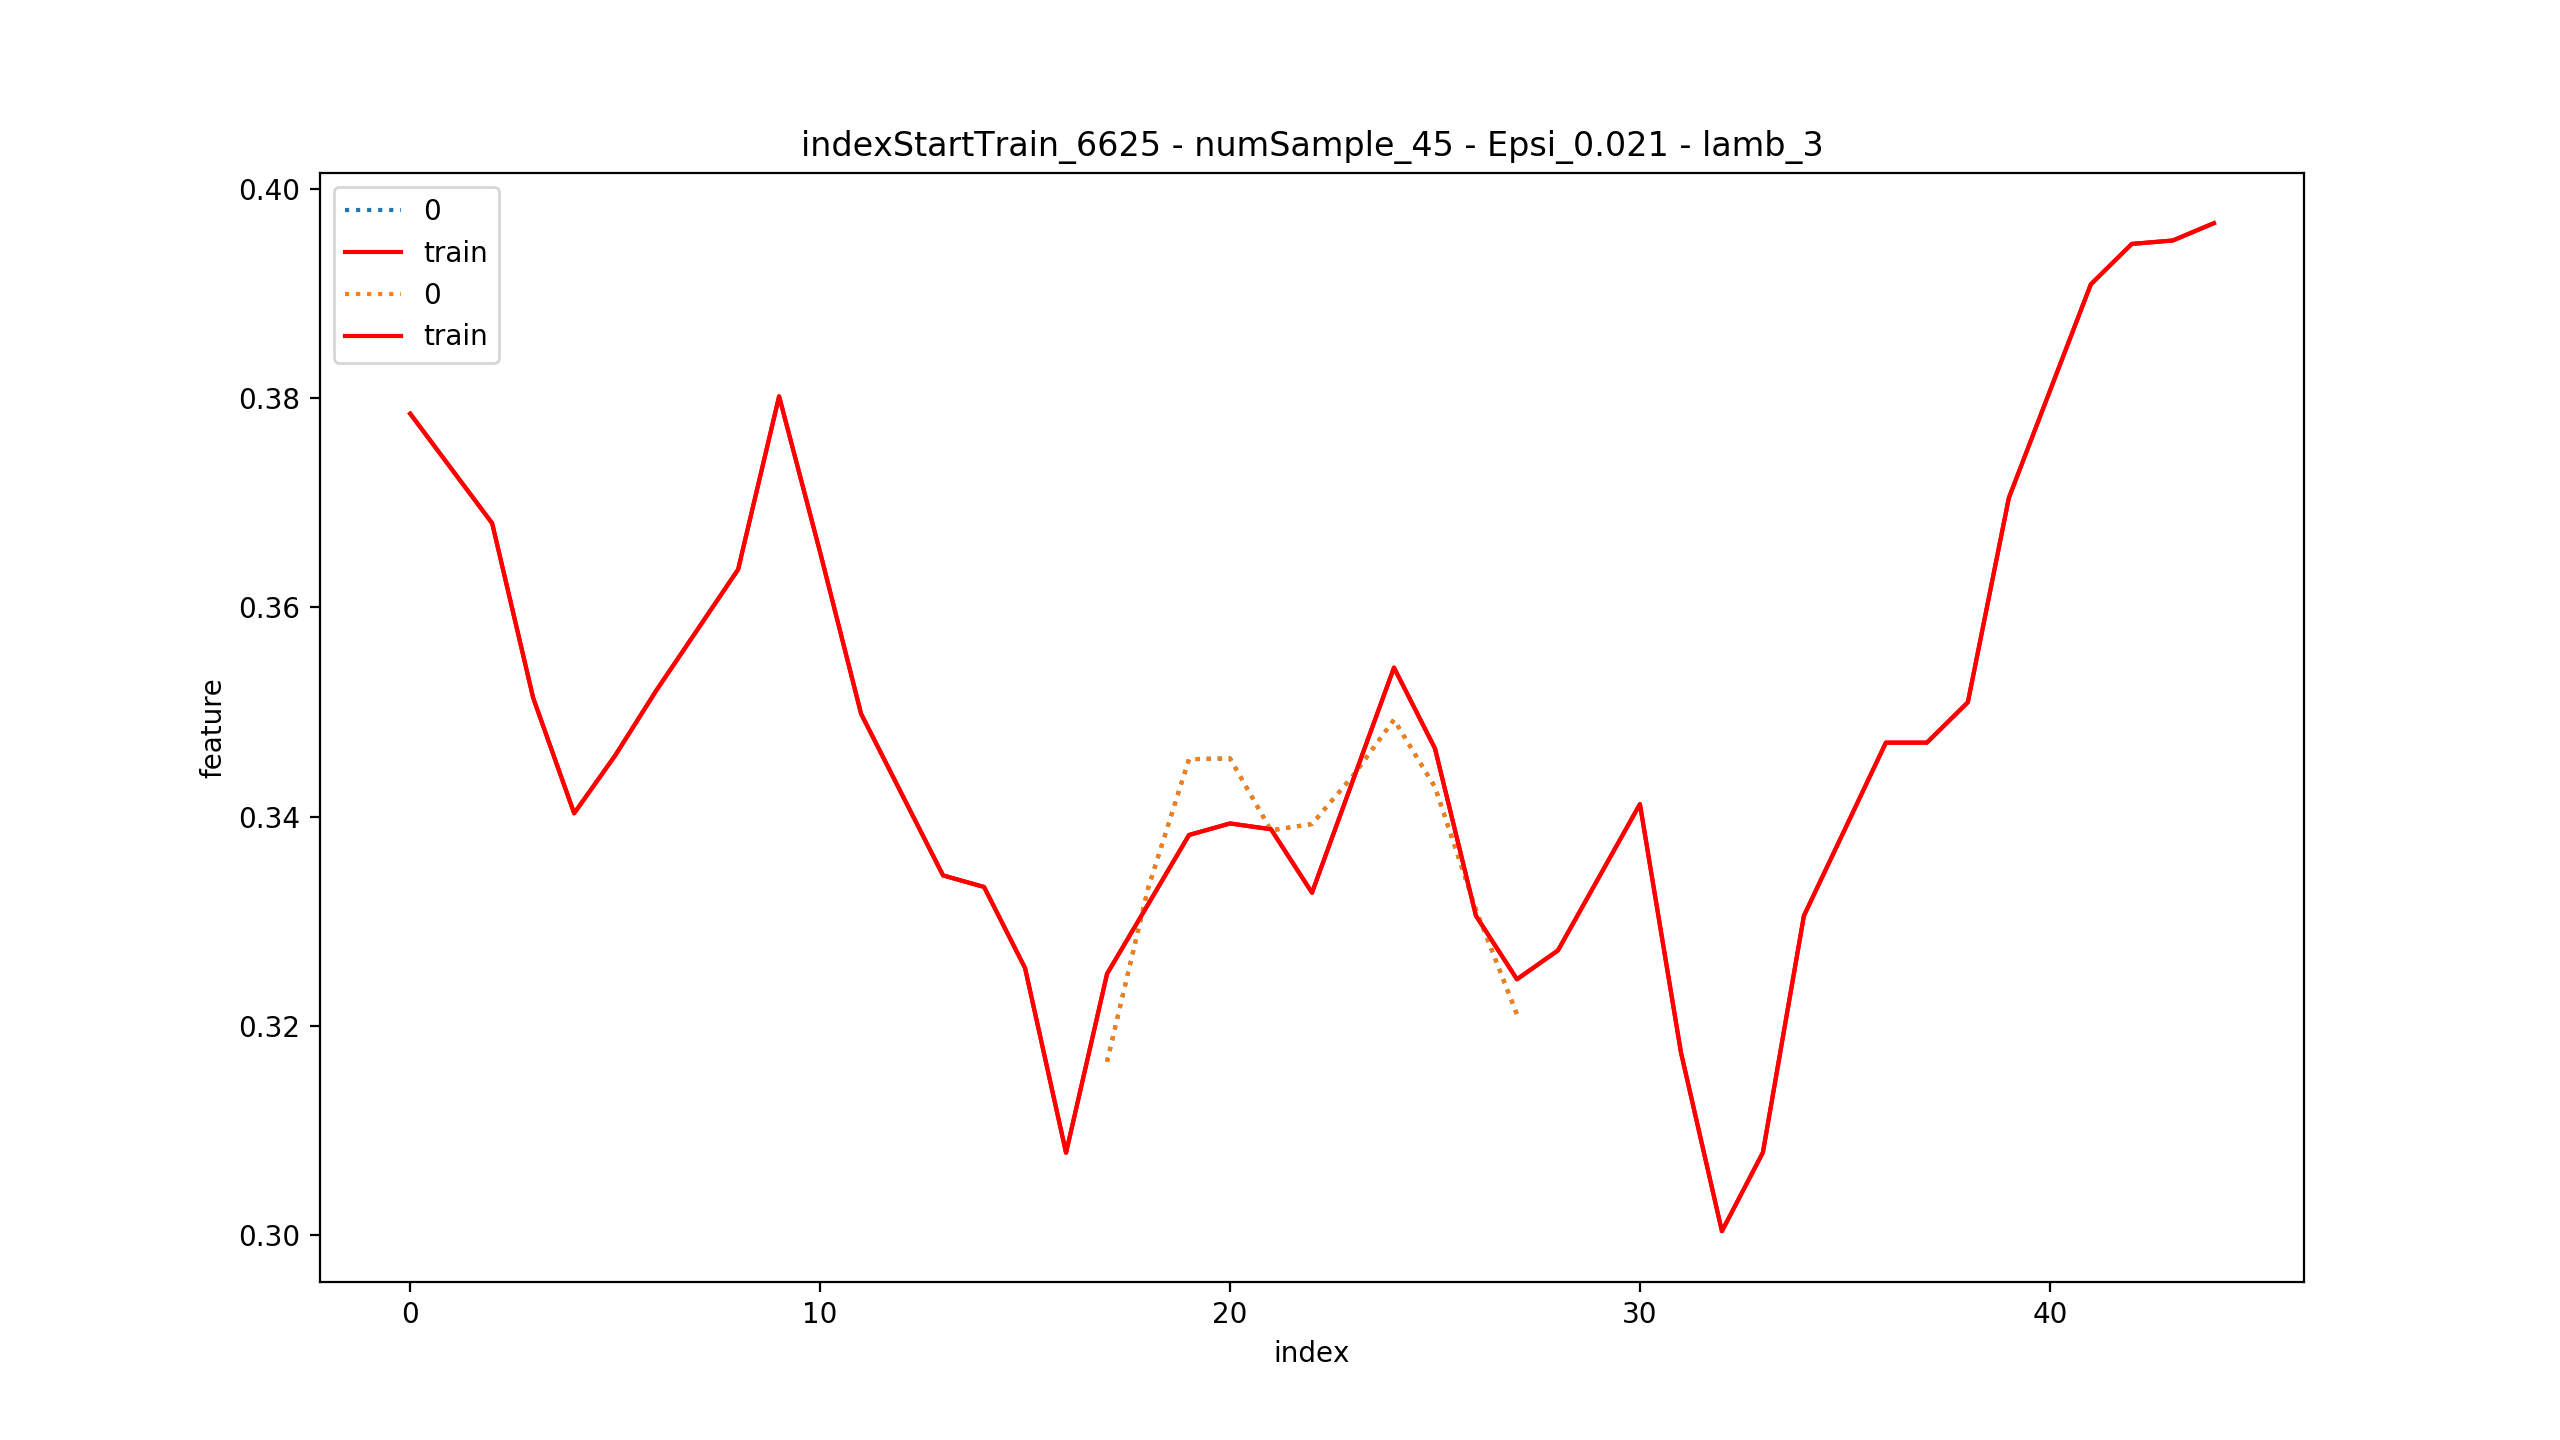 indexStartTrain_6625 - numSample_45 - Epsi_0.021 - lamb_3
0
train
0
train
0.40
0.38
0.36
0.34
0.32
0.30
feature
0 10 20 30 40
index